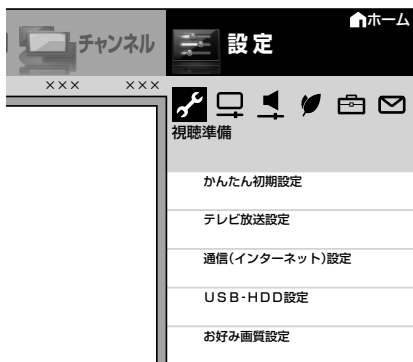 ホーム
チャンネル
設定
××× ×××
視聴準備
かんたん初期設定
テレビ放送設定
通信(インターネット)設定
USB-HDD設定
お好み画質設定